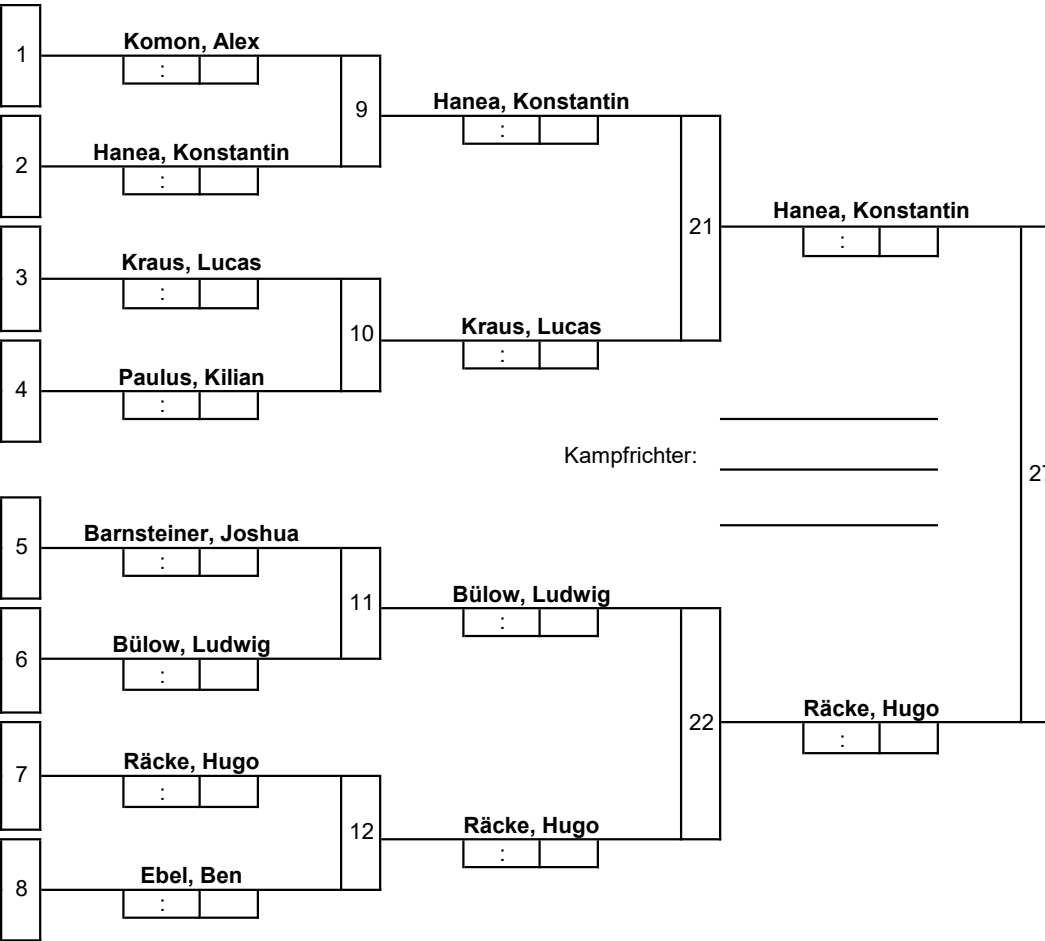 1
Komon, Alex
:
9
Hanea, Konstantin
:
2
Hanea, Konstantin
:
21
Hanea, Konstantin
:
3
Kraus, Lucas
:
10
Kraus, Lucas
:
4
Paulus, Kilian
:
Kampfrichter:
27
5
Barnsteiner, Joshua
:
11
Bülow, Ludwig
:
6
Bülow, Ludwig
:
22
Räcke, Hugo
:
7
Räcke, Hugo
:
12
Räcke, Hugo
:
8
Ebel, Ben
: